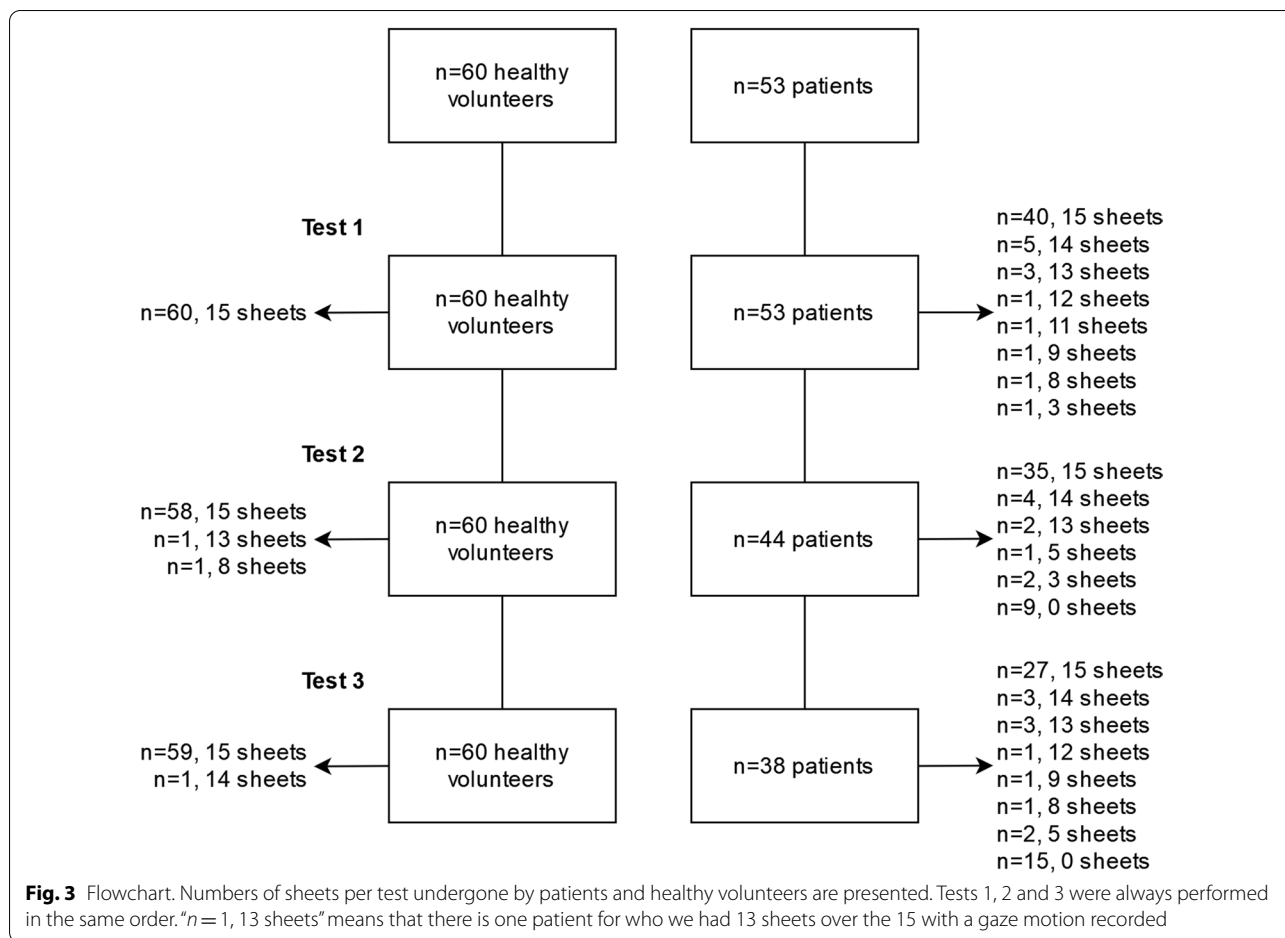 n=60 healthy
volunteers
n=53 patients
Test 1
n=60, 15 sheets
n=60 healhty
volunteers
n=53 patients
n=40, 15 sheets
n=5, 14 sheets
n=3, 13 sheets
n=1, 12 sheets
n=1, 11 sheets
n=1, 9 sheets
n=1, 8 sheets
n=1, 3 sheets
Test 2
n=58, 15 sheets
n=1, 13 sheets
n=1, 8 sheets
n=60 healthy
volunteers
n=44 patients
n=35, 15 sheets
n=4, 14 sheets
n=2, 13 sheets
n=1, 5 sheets
n=2, 3 sheets
n=9, 0 sheets
Test 3
n=59, 15 sheets
n=1, 14 sheets
n=60 healthy
volunteers
n=38 patients
n=27, 15 sheets
n=3, 14 sheets
n=3, 13 sheets
n=1, 12 sheets
n=1, 9 sheets
n=1, 8 sheets
n=2, 5 sheets
n=15, 0 sheets
Fig. 3 Flowchart. Numbers of sheets per test undergone by patients and healthy volunteers are presented. Tests 1, 2 and 3 were always performed
in the same order. “n = 1, 13 sheets” means that there is one patient for who we had 13 sheets over the 15 with a gaze motion recorded